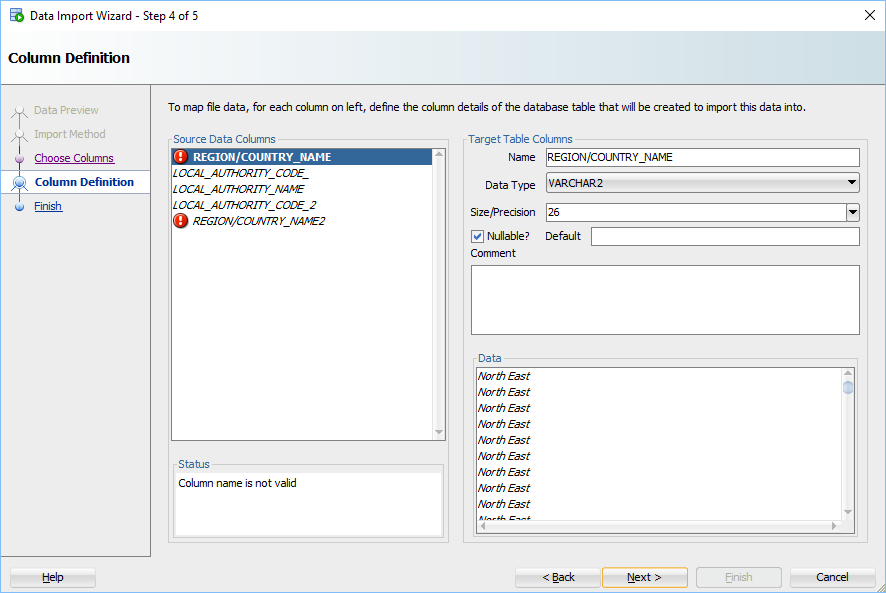 Data Import Wizard - Step 4 of 5
Column Definition
Data Preview
Import Method
Choose Columns
Column Definition
Finish
To map file data, for each column on left, define the column details of the database table that will be created to import this data into.
Source Data Columns
REGION/COUNTRY_NAME
LOCAL_AUTHORITY_CODE_
LOCAL_AUTHORITY_NAME
LOCAL_AUTHORITY_CODE_2
REGION/COUNTRY_NAME2
Status
Column name is not valid
Target Table Columns
Name REGION/COUNTRY_NAME
Data Type VARCHAR2
Size/Precision 26
Nullable? Default
Comment
Data
North East
North East
North East
North East
North East
North East
North East
North East
North East
North East
Help < Back Next > Finish Cancel